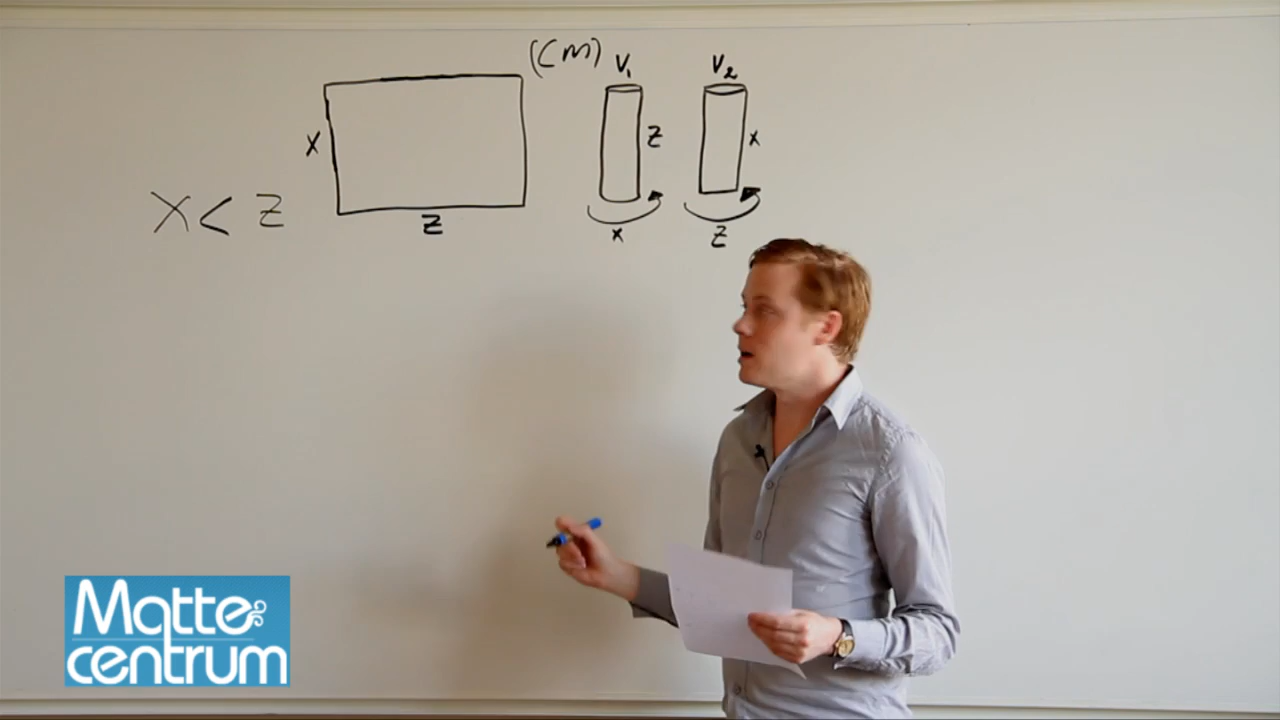 (cm)
V₁
V₂
x
z
x
x < z
z
x
z
Matte
centrum